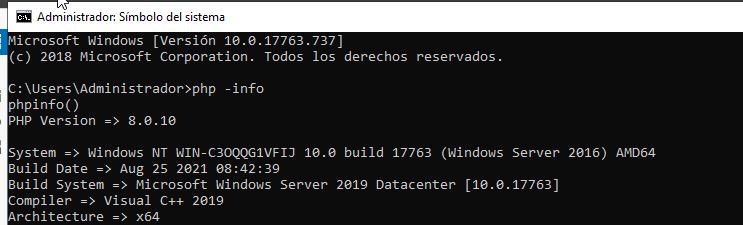 Administrador: Símbolo del sistema
Microsoft Windows [Versión 10.0.17763.737]
(c) 2018 Microsoft Corporation. Todos los derechos reservados.
C:\Users\Administrador>php -info
phpinfo()
PHP Version => 8.0.10
System => Windows NT WIN-C3OQQG1VFIJ 10.0 build 17763 (Windows Server 2016) AMD64
Build Date => Aug 25 2021 08:42:39
Build System => Microsoft Windows Server 2019 Datacenter [10.0.17763]
Compiler => Visual C++ 2019
Architecture => x64